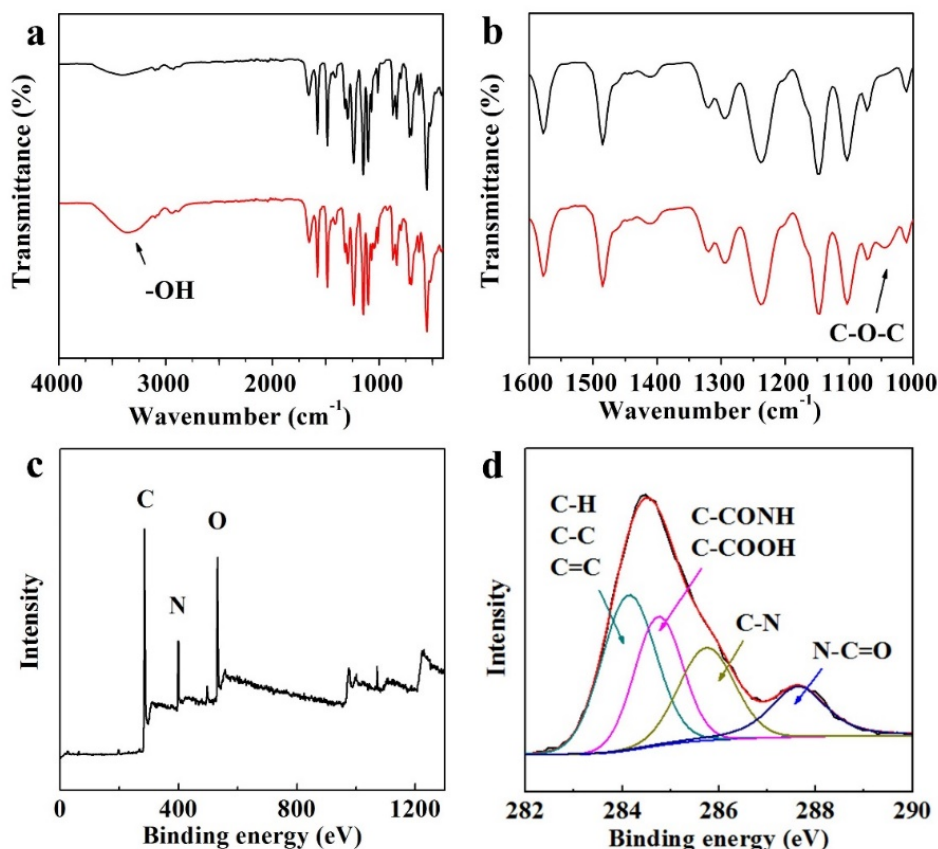 a
Transmittance (%)
-OH
4000 3000 2000 1000
Wavenumber (cm⁻¹)
b
Transmittance (%)
C-O-C
1600 1500 1400 1300 1200 1100 1000
Wavenumber (cm⁻¹)
c
Intensity
C
N
O
0 400 800 1200
Binding energy (eV)
d
Intensity
C-H
C-C
C=C
C-CONH
C-COOH
C-N
N-C=O
282 284 286 288 290
Binding energy (eV)